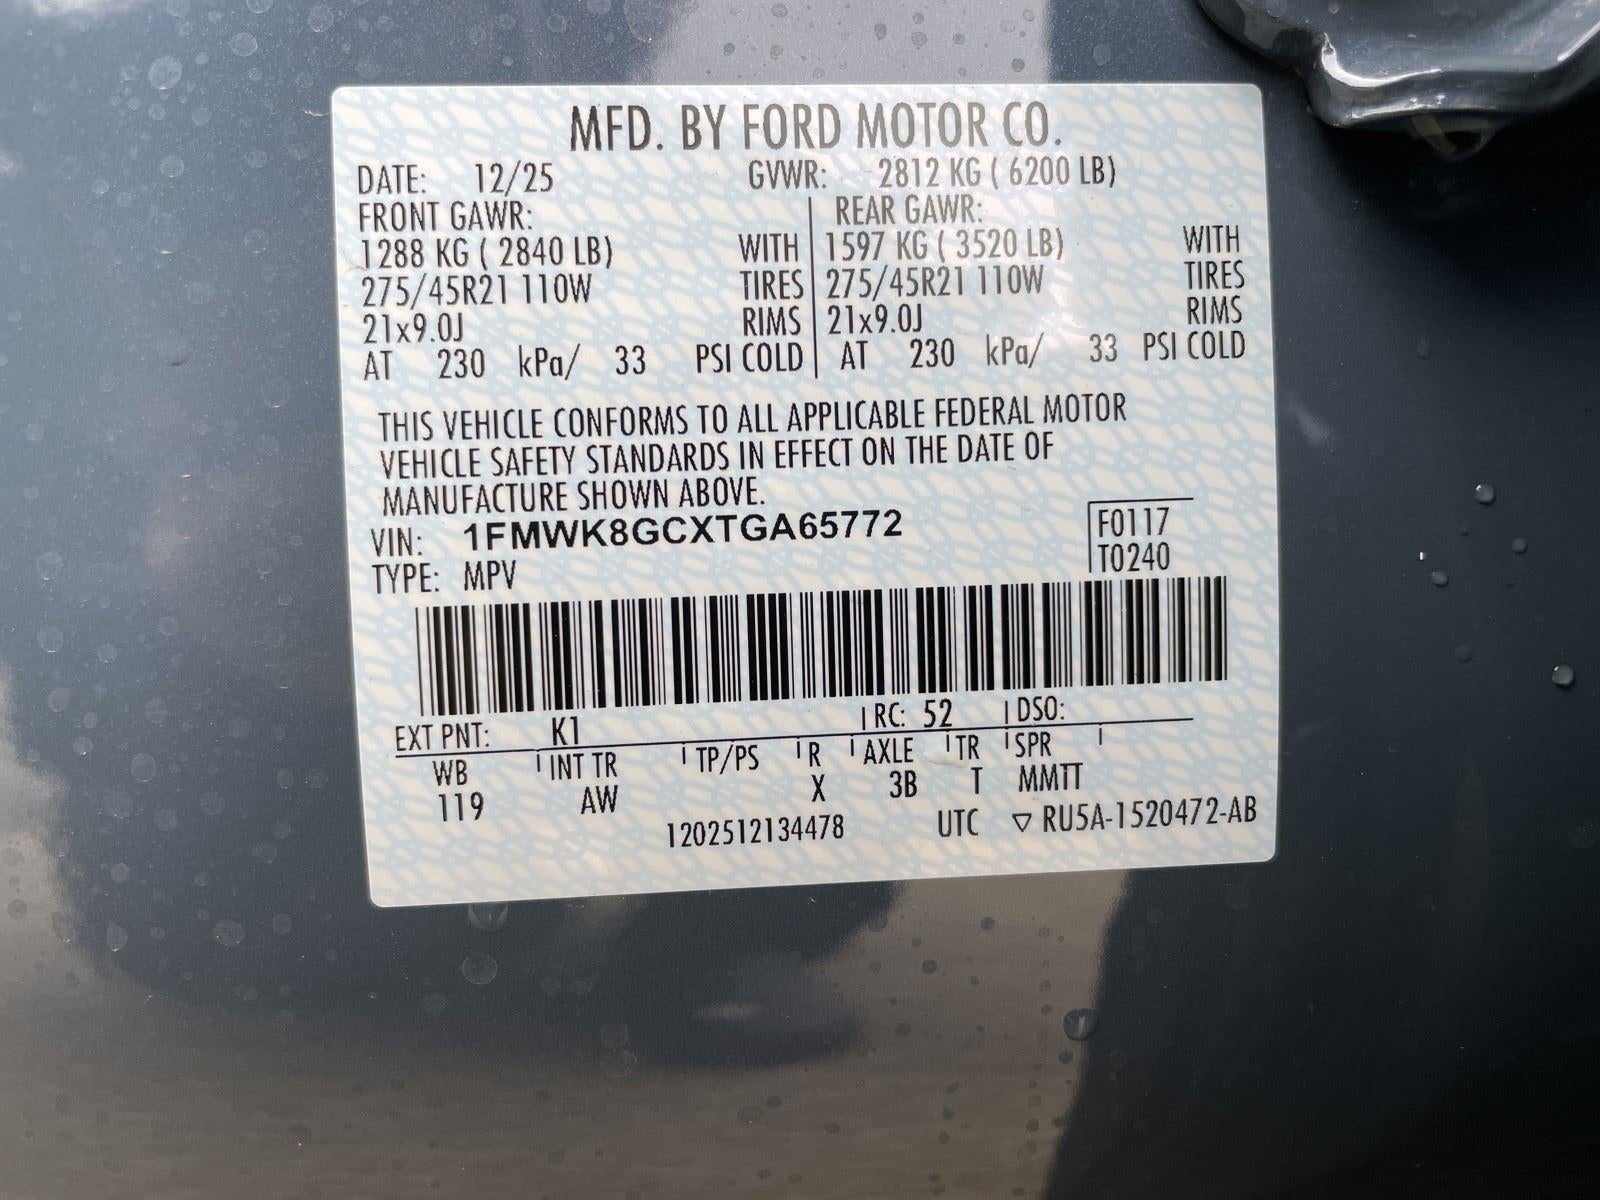 MFD. BY FORD MOTOR CO.
DATE: 12/25 GVWR: 2812 KG ( 6200 LB)
FRONT GAWR: REAR GAWR:
1288 KG ( 2840 LB) WITH 1597 KG ( 3520 LB) WITH
275/45R21 110W TIRES 275/45R21 110W TIRES
21x9.0J RIMS 21x9.0J RIMS
AT 230 kPa/ 33 PSI COLD AT 230 kPa/ 33 PSI COLD
THIS VEHICLE CONFORMS TO ALL APPLICABLE FEDERAL MOTOR
VEHICLE SAFETY STANDARDS IN EFFECT ON THE DATE OF
MANUFACTURE SHOWN ABOVE.
VIN: 1FMWK8GCXTGA65772 F0117
TYPE: MPV T0240
EXT PNT: K1 RC: 52 DSO:
WB INT TR TP/PS R AXLE TR SPR
119 AW X 3B T MMTT
1202512134478 UTC ▽ RU5A-1520472-AB